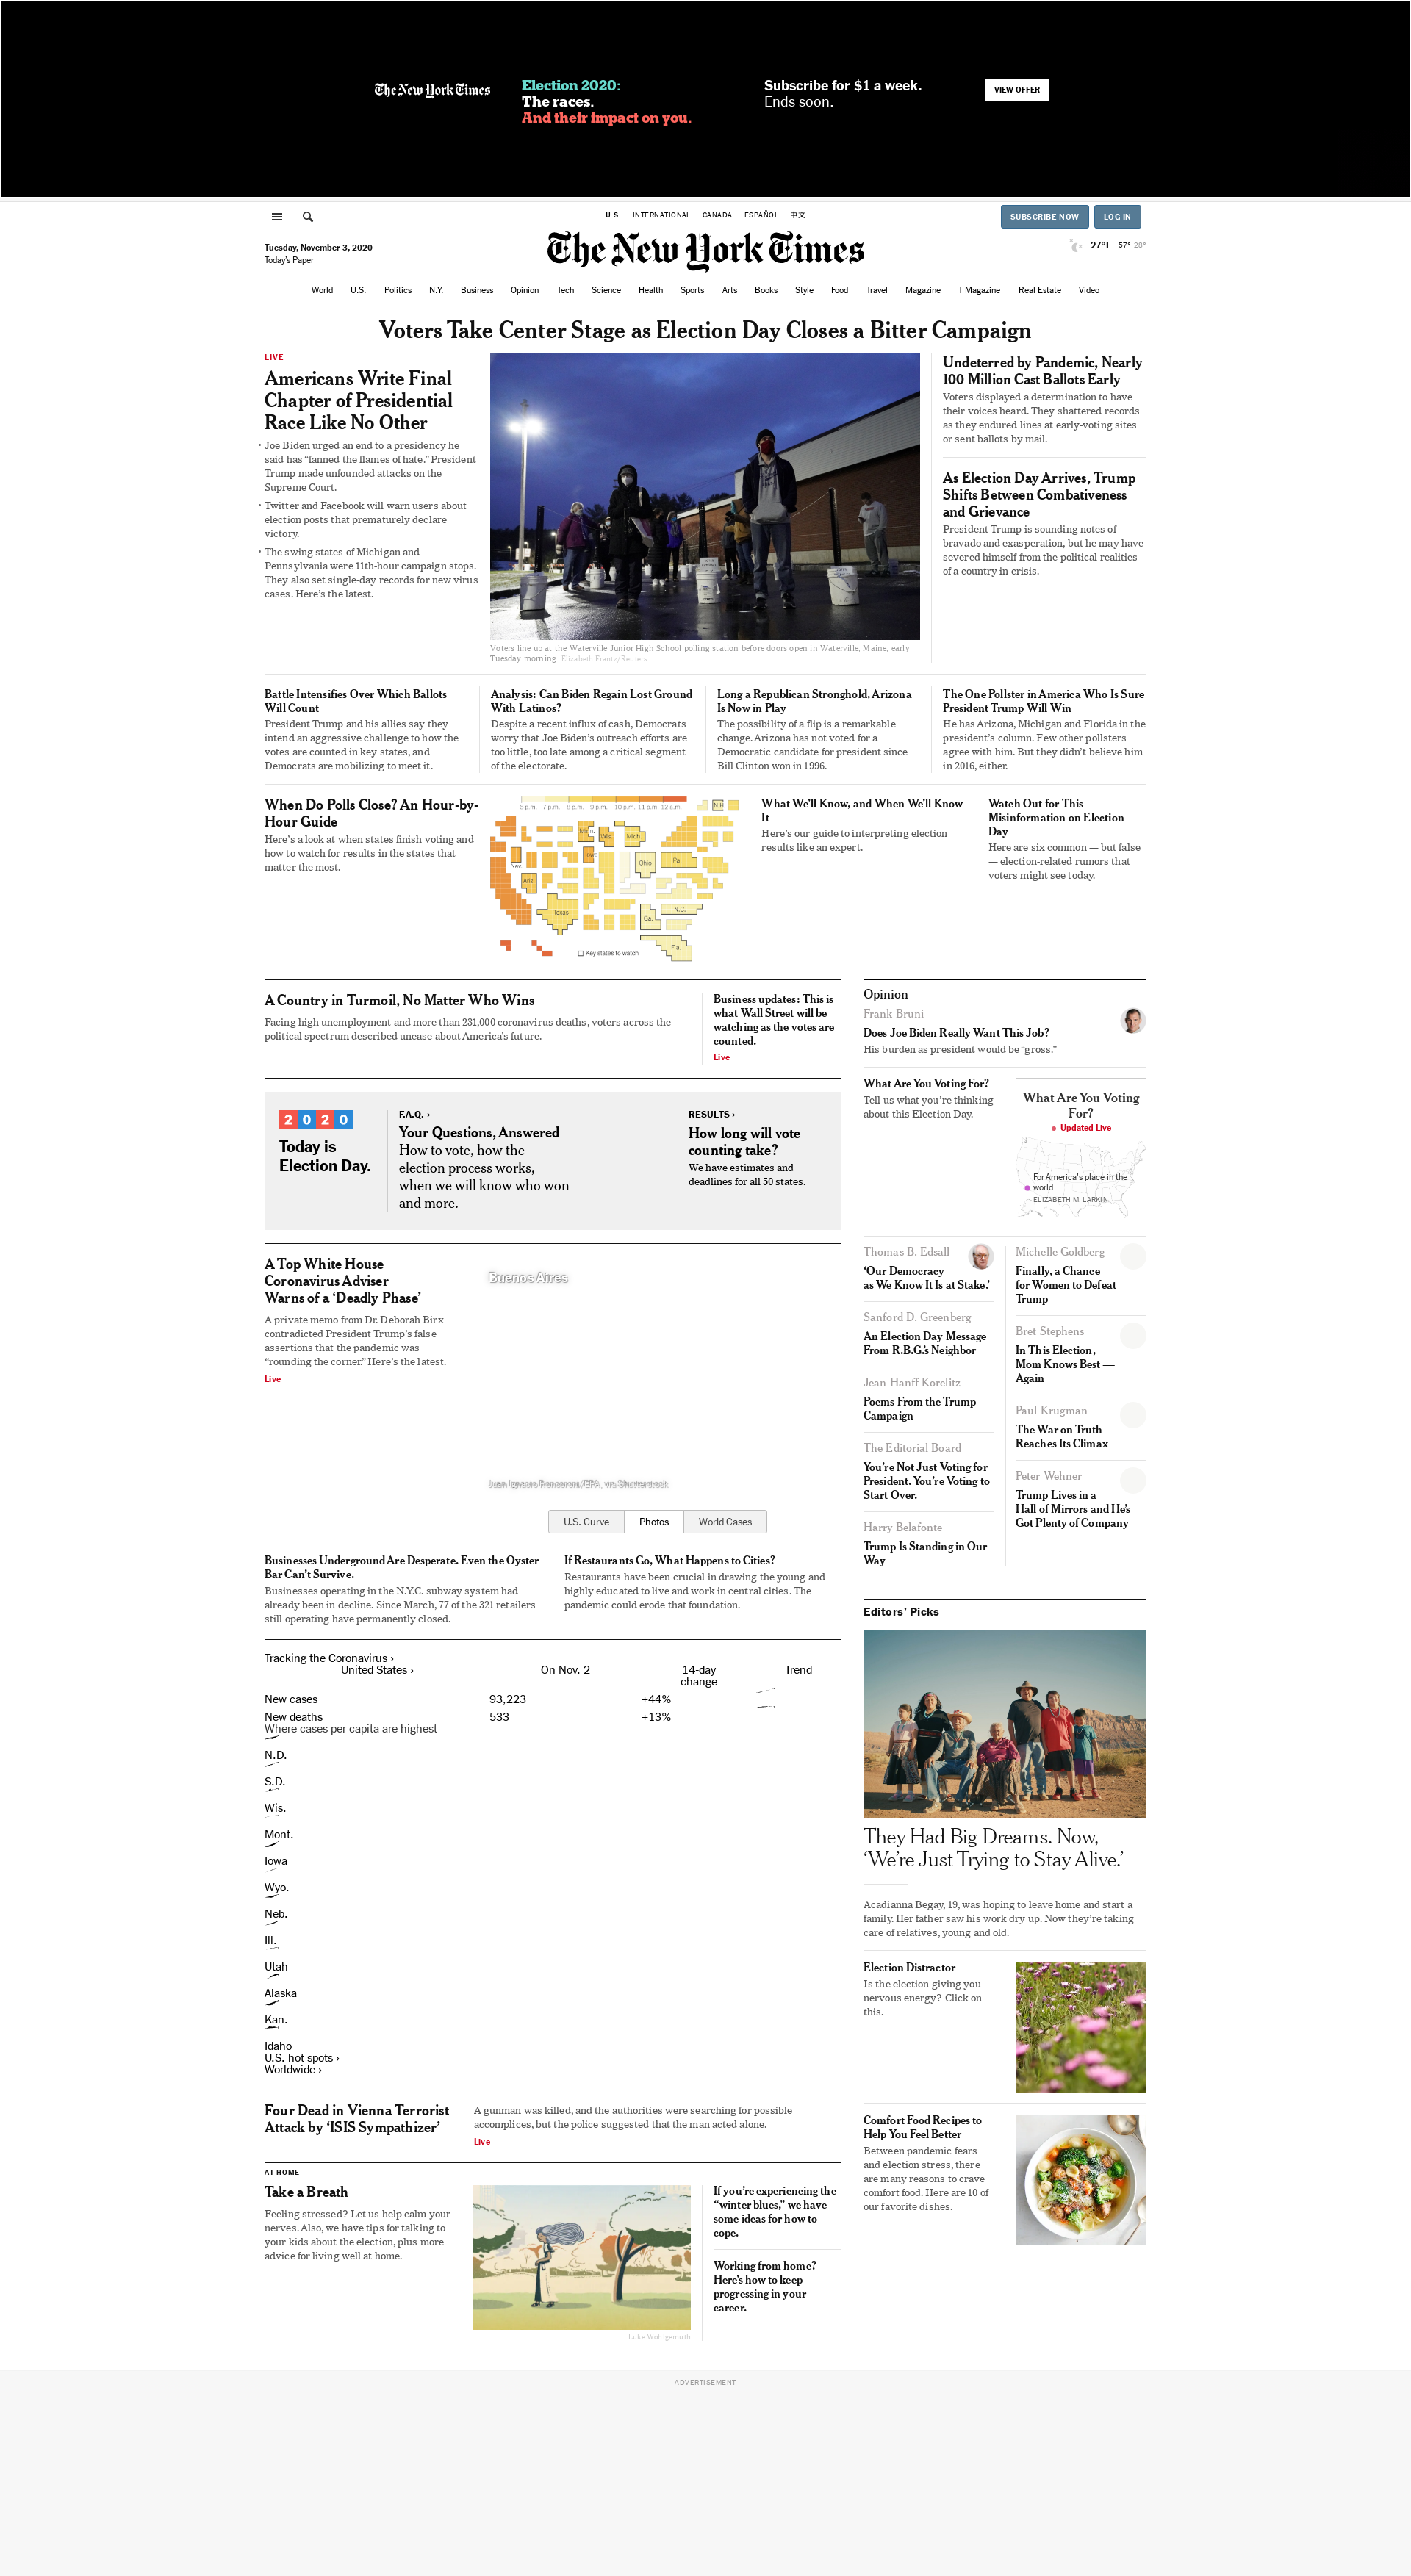 The New York Times
Election 2020:
The races.
And their impact on you.
Subscribe for $1 a week.
Ends soon.
VIEW OFFER
U.S.
INTERNATIONAL
CANADA
ESPAÑOL
中文
SUBSCRIBE NOW
LOG IN
Tuesday, November 3, 2020
Today's Paper
The New York Times
27°F 57° 28°
World U.S. Politics N.Y. Business Opinion Tech Science Health Sports Arts Books Style Food Travel Magazine T Magazine Real Estate Video
Voters Take Center Stage as Election Day Closes a Bitter Campaign
LIVE
Americans Write Final
Chapter of Presidential
Race Like No Other
• Joe Biden urged an end to a presidency he
said has “fanned the flames of hate.” President
Trump made unfounded attacks on the
Supreme Court.
• Twitter and Facebook will warn users about
election posts that prematurely declare
victory.
• The swing states of Michigan and
Pennsylvania were 11th-hour campaign stops.
They also set single-day records for new virus
cases. Here’s the latest.
Voters line up at the Waterville Junior High School polling station before doors open in Waterville, Maine, early
Tuesday morning. Elizabeth Frantz/Reuters
Undeterred by Pandemic, Nearly
100 Million Cast Ballots Early
Voters displayed a determination to have
their voices heard. They shattered records
as they endured lines at early-voting sites
or sent ballots by mail.
As Election Day Arrives, Trump
Shifts Between Combativeness
and Grievance
President Trump is sounding notes of
bravado and exasperation, but he may have
severed himself from the political realities
of a country in crisis.
Battle Intensifies Over Which Ballots
Will Count
President Trump and his allies say they
intend an aggressive challenge to how the
votes are counted in key states, and
Democrats are mobilizing to meet it.
Analysis: Can Biden Regain Lost Ground
With Latinos?
Despite a recent influx of cash, Democrats
worry that Joe Biden’s outreach efforts are
too little, too late among a critical segment
of the electorate.
Long a Republican Stronghold, Arizona
Is Now in Play
The possibility of a flip is a remarkable
change. Arizona has not voted for a
Democratic candidate for president since
Bill Clinton won in 1996.
The One Pollster in America Who Is Sure
President Trump Will Win
He has Arizona, Michigan and Florida in the
president’s column. Few other pollsters
agree with him. But they didn’t believe him
in 2016, either.
When Do Polls Close? An Hour-by-
Hour Guide
Here’s a look at when states finish voting and
how to watch for results in the states that
matter the most.
6 p.m. 7 p.m. 8 p.m. 9 p.m. 10 p.m. 11 p.m. 12 a.m.
N.H.
Minn.
Wis.
Mich.
Iowa
Nev.
Ohio
Pa.
Ariz.
Texas
N.C.
Ga.
Fla.
Key states to watch
What We’ll Know, and When We’ll Know
It
Here’s our guide to interpreting election
results like an expert.
Watch Out for This
Misinformation on Election
Day
Here are six common — but false
— election-related rumors that
voters might see today.
A Country in Turmoil, No Matter Who Wins
Facing high unemployment and more than 231,000 coronavirus deaths, voters across the
political spectrum described unease about America’s future.
Business updates: This is
what Wall Street will be
watching as the votes are
counted.
Live
2020
Today is
Election Day.
F.A.Q. ›
Your Questions, Answered
How to vote, how the
election process works,
when we will know who won
and more.
RESULTS ›
How long will vote
counting take?
We have estimates and
deadlines for all 50 states.
A Top White House
Coronavirus Adviser
Warns of a ‘Deadly Phase’
A private memo from Dr. Deborah Birx
contradicted President Trump’s false
assertions that the pandemic was
“rounding the corner.” Here’s the latest.
Live
Buenos Aires
Juan Ignacio Roncoroni/EPA, via Shutterstock
U.S. Curve
Photos
World Cases
Businesses Underground Are Desperate. Even the Oyster
Bar Can’t Survive.
Businesses operating in the N.Y.C. subway system had
already been in decline. Since March, 77 of the 321 retailers
still operating have permanently closed.
If Restaurants Go, What Happens to Cities?
Restaurants have been crucial in drawing the young and
highly educated to live and work in central cities. The
pandemic could erode that foundation.
Tracking the Coronavirus ›
United States › On Nov. 2 14-day change Trend
New cases 93,223 +44%
New deaths 533 +13%
Where cases per capita are highest
N.D.
S.D.
Wis.
Mont.
Iowa
Wyo.
Neb.
Ill.
Utah
Alaska
Kan.
Idaho
U.S. hot spots ›
Worldwide ›
Four Dead in Vienna Terrorist
Attack by ‘ISIS Sympathizer’
A gunman was killed, and the authorities were searching for possible
accomplices, but the police suggested that the man acted alone.
Live
AT HOME
Take a Breath
Feeling stressed? Let us help calm your
nerves. Also, we have tips for talking to
your kids about the election, plus more
advice for living well at home.
Luke Wohlgemuth
If you’re experiencing the
“winter blues,” we have
some ideas for how to
cope.
Working from home?
Here’s how to keep
progressing in your
career.
Opinion
Frank Bruni
Does Joe Biden Really Want This Job?
His burden as president would be “gross.”
What Are You Voting For?
Tell us what you’re thinking
about this Election Day.
What Are You Voting
For?
Updated Live
For America's place in the
world.
ELIZABETH M. LARKIN
Thomas B. Edsall
‘Our Democracy
as We Know It Is at Stake.’
Sanford D. Greenberg
An Election Day Message
From R.B.G.’s Neighbor
Jean Hanff Korelitz
Poems From the Trump
Campaign
The Editorial Board
You’re Not Just Voting for
President. You’re Voting to
Start Over.
Harry Belafonte
Trump Is Standing in Our
Way
Michelle Goldberg
Finally, a Chance
for Women to Defeat
Trump
Bret Stephens
In This Election,
Mom Knows Best —
Again
Paul Krugman
The War on Truth
Reaches Its Climax
Peter Wehner
Trump Lives in a
Hall of Mirrors and He’s
Got Plenty of Company
Editors’ Picks
They Had Big Dreams. Now,
‘We’re Just Trying to Stay Alive.’
Acadianna Begay, 19, was hoping to leave home and start a
family. Her father saw his work dry up. Now they’re taking
care of relatives, young and old.
Election Distractor
Is the election giving you
nervous energy? Click on
this.
Comfort Food Recipes to
Help You Feel Better
Between pandemic fears
and election stress, there
are many reasons to crave
comfort food. Here are 10 of
our favorite dishes.
ADVERTISEMENT